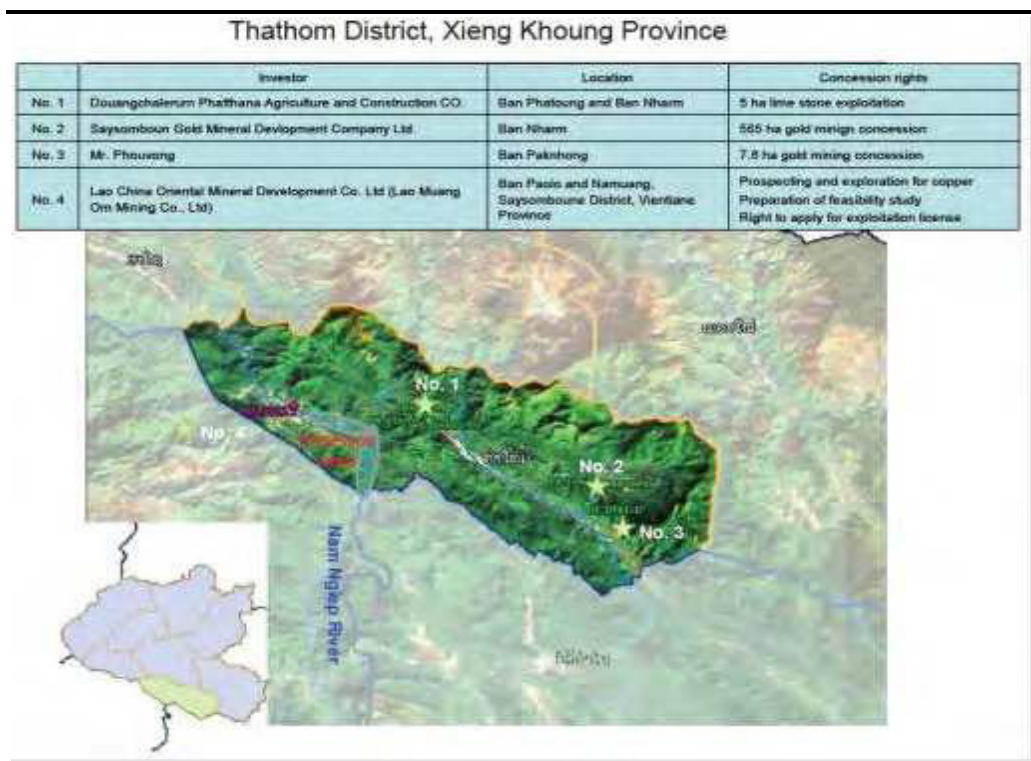 Thathom District, Xieng Khoung Province
Investor Location Concession rights
No. 1 Douangchalerum Phatthana Agriculture and Construction CO. Ban Phatoung and Ban Nharm 5 ha lime stone exploitation
No. 2 Saysomboun Gold Mineral Devlopment Company Ltd Ban Nharm 565 ha gold minign concession
No. 3 Mr. Phouvang Ban Paknhong 7.6 ha gold mining concession
No. 4 Lao China Oriental Mineral Development Co. Ltd (Lao Muang
Om Mining Co., Ltd)
Ban Paolo and Namuang,
Saysomboune District, Vientiane
Province
Prospecting and exploration for copper
Preparation of feasibility study
Right to apply for exploitation license
No. 1
No. 4
No. 2
No. 3
Nam Ngiep River